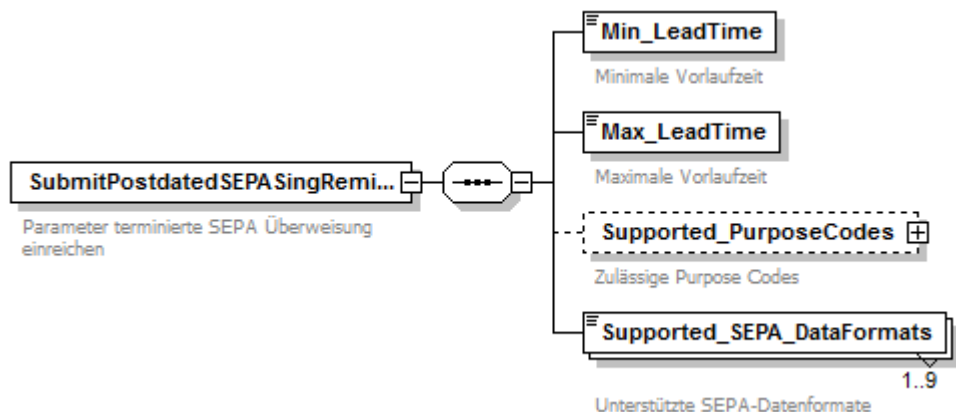 Min_LeadTime
Minimale Vorlaufzeit
Max_LeadTime
Maximale Vorlaufzeit
SubmitPostdatedSEPASingRemi...
Parameter terminierte SEPA Überweisung
einreichen
Supported_PurposeCodes
Zulässige Purpose Codes
Supported_SEPA_DataFormats
1..9
Unterstützte SEPA-Datenformate